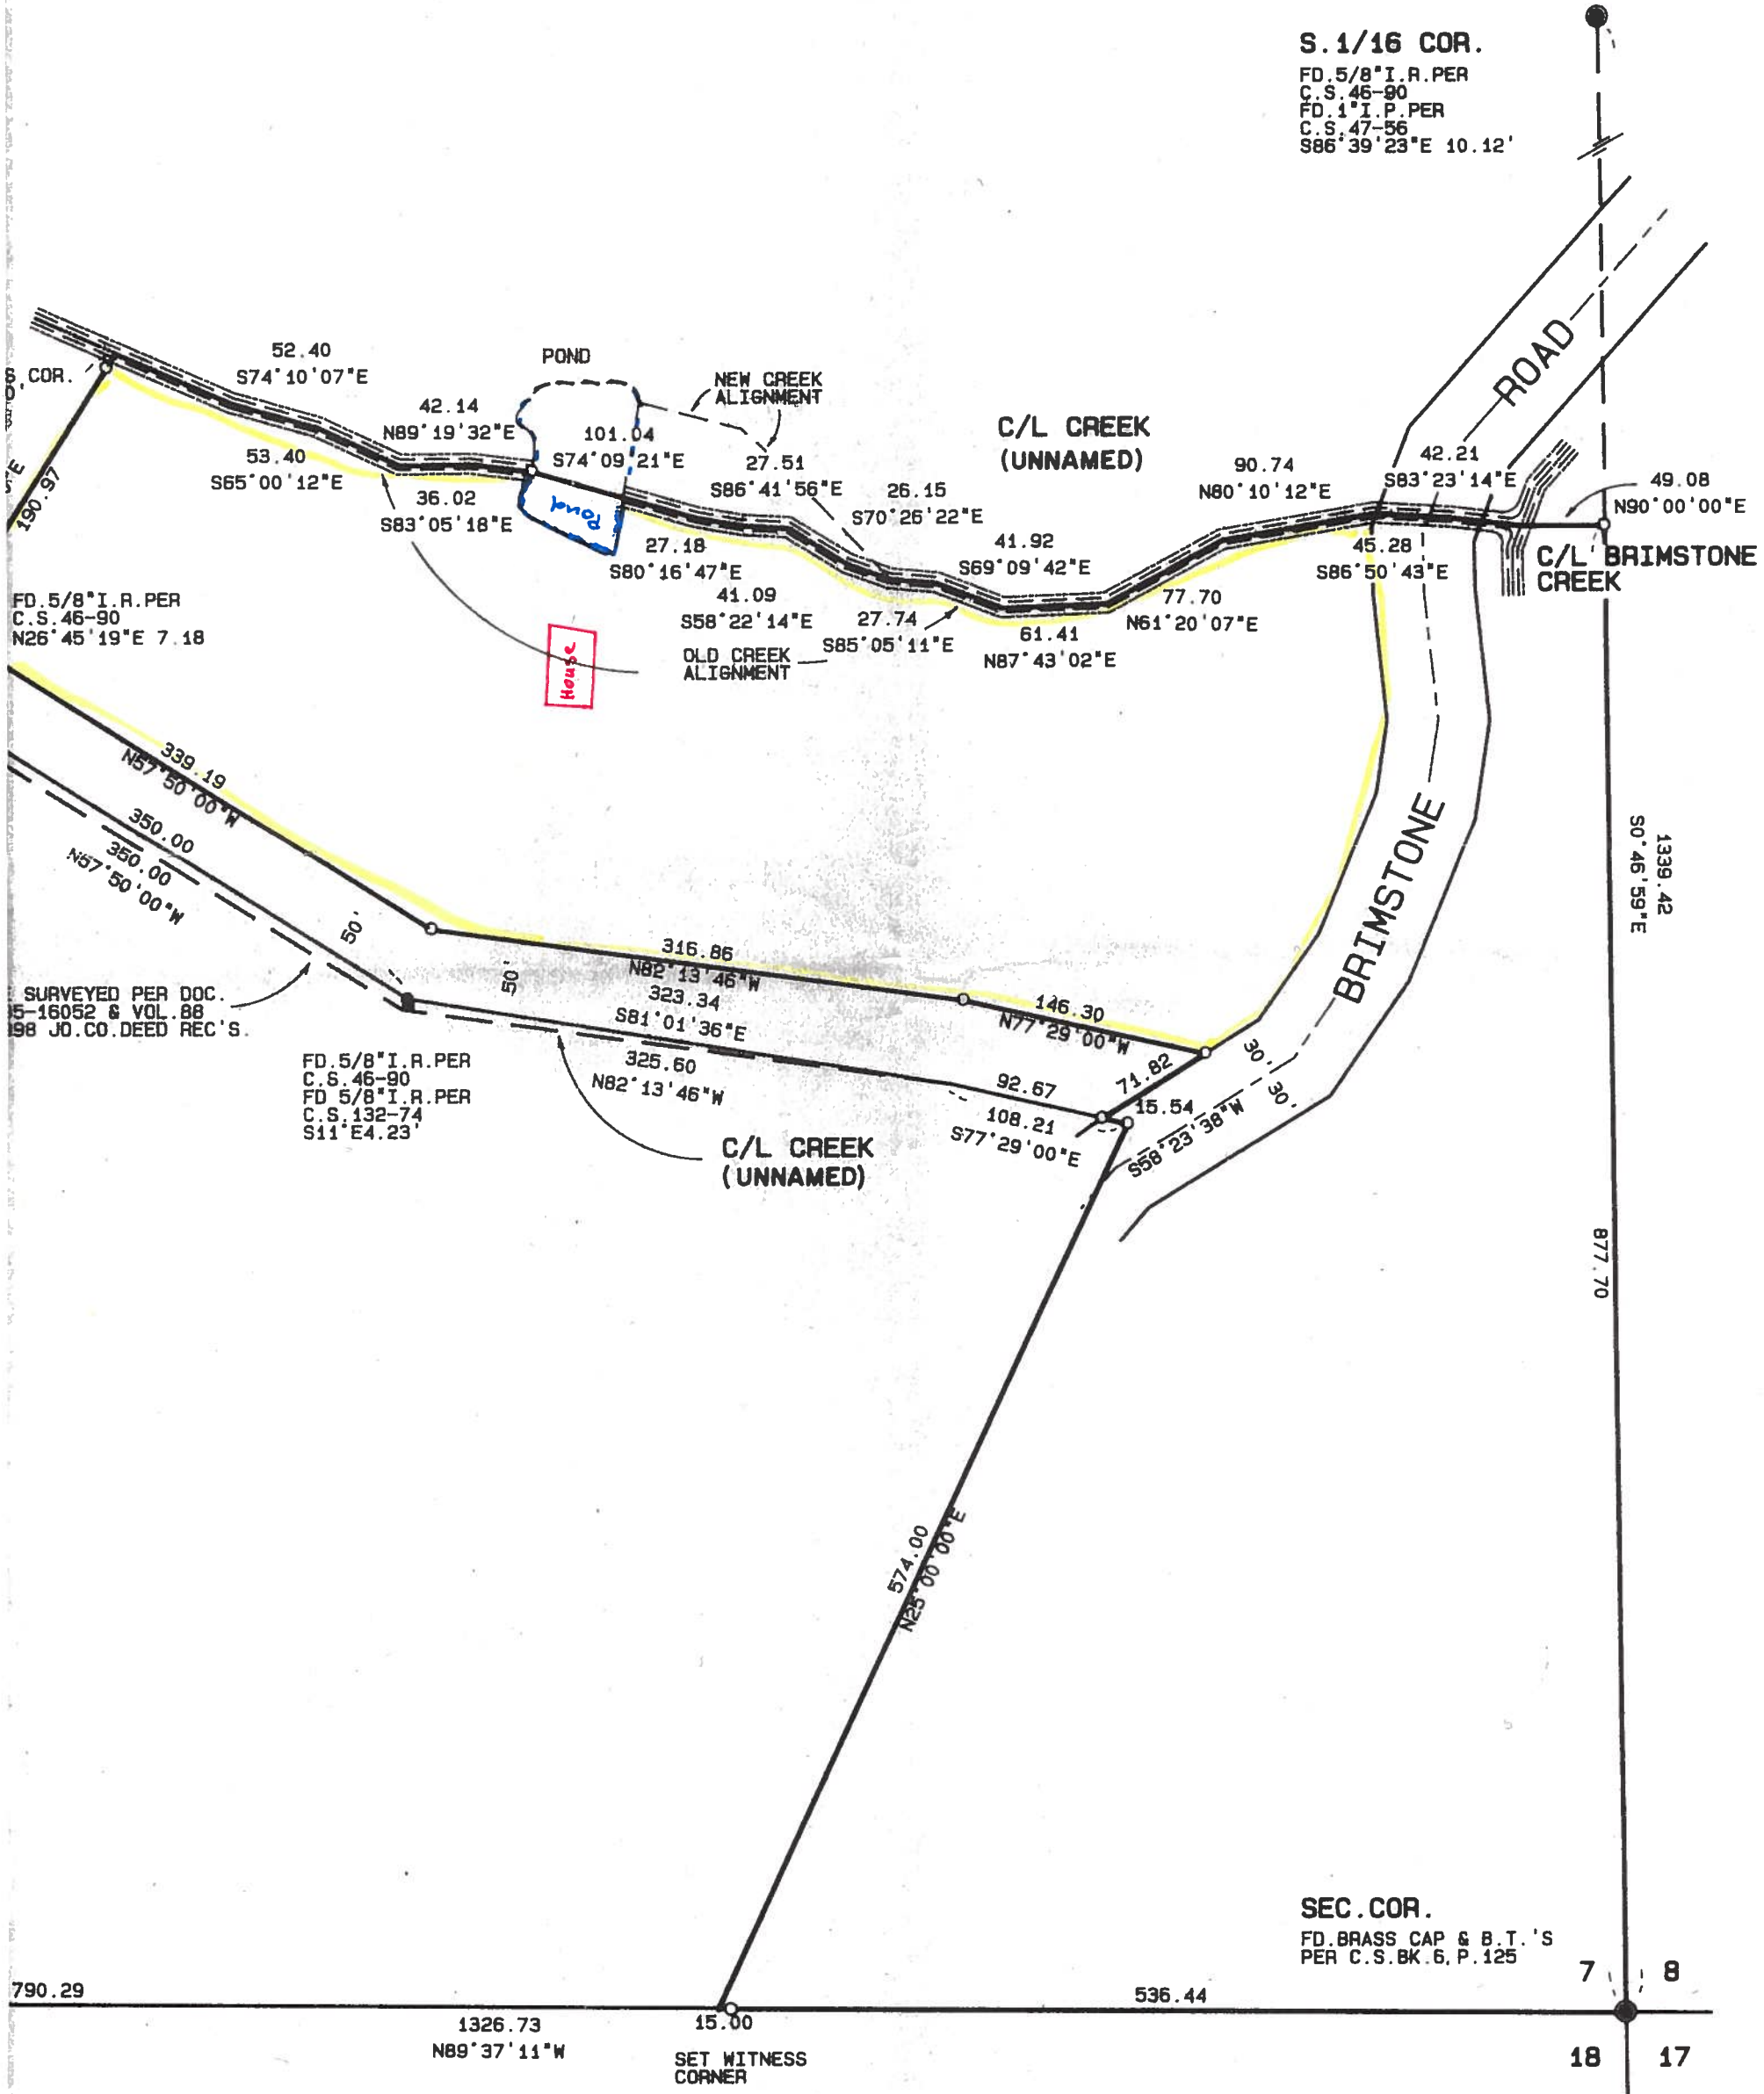 S.1/16 COR.
FD.5/8"I.R.PER
C.S.46-90
FD.1"I.P.PER
C.S.47-56
S86°39'23"E 10.12'
ROAD
52.40
S74°10'07"E
POND
NEW CREEK
ALIGNMENT
S,COR.
42.14
N89°19'32"E
101.04
S74°09'21"E
C/L CREEK
(UNNAMED)
53.40
S65°00'12"E
27.51
S86°41'56"E
90.74
N80°10'12"E
42.21
S83°23'14"E
49.08
N90°00'00"E
190.97
36.02
S83°05'18"E
Pond
26.15
S70°26'22"E
27.18
S80°16'47"E
41.92
S69°09'42"E
45.28
S86°50'43"E
C/L BRIMSTONE
CREEK
FD.5/8"I.R.PER
C.S.46-90
N26°45'19"E 7.18
41.09
S58°22'14"E
27.74
S85°05'11"E
77.70
N61°20'07"E
61.41
N87°43'02"E
House
OLD CREEK
ALIGNMENT
339.19
N57°50'00"W
350.00
350.00
N57°50'00"W
1339.42
S0°46'59"E
BRIMSTONE
50'
50'
316.86
N82°13'46"W
323.34
S81°01'36"E
146.30
N77°29'00"W
SURVEYED PER DOC.
5-16052 & VOL.88
98 JO.CO.DEED REC'S.
FD.5/8"I.R.PER
C.S.46-90
FD 5/8"I.R.PER
C.S.132-74
S11°E4.23'
325.60
N82°13'46"W
92.67
71.82
30'
30'
15.54
108.21
S77°29'00"E
S58°23'38"W
C/L CREEK
(UNNAMED)
877.70
574.00
N25°00'00"E
SEC.COR.
FD.BRASS CAP & B.T.'S
PER C.S.BK.6,P.125
7 8
790.29
536.44
1326.73
N89°37'11"W
15.00
SET WITNESS
CORNER
18 17